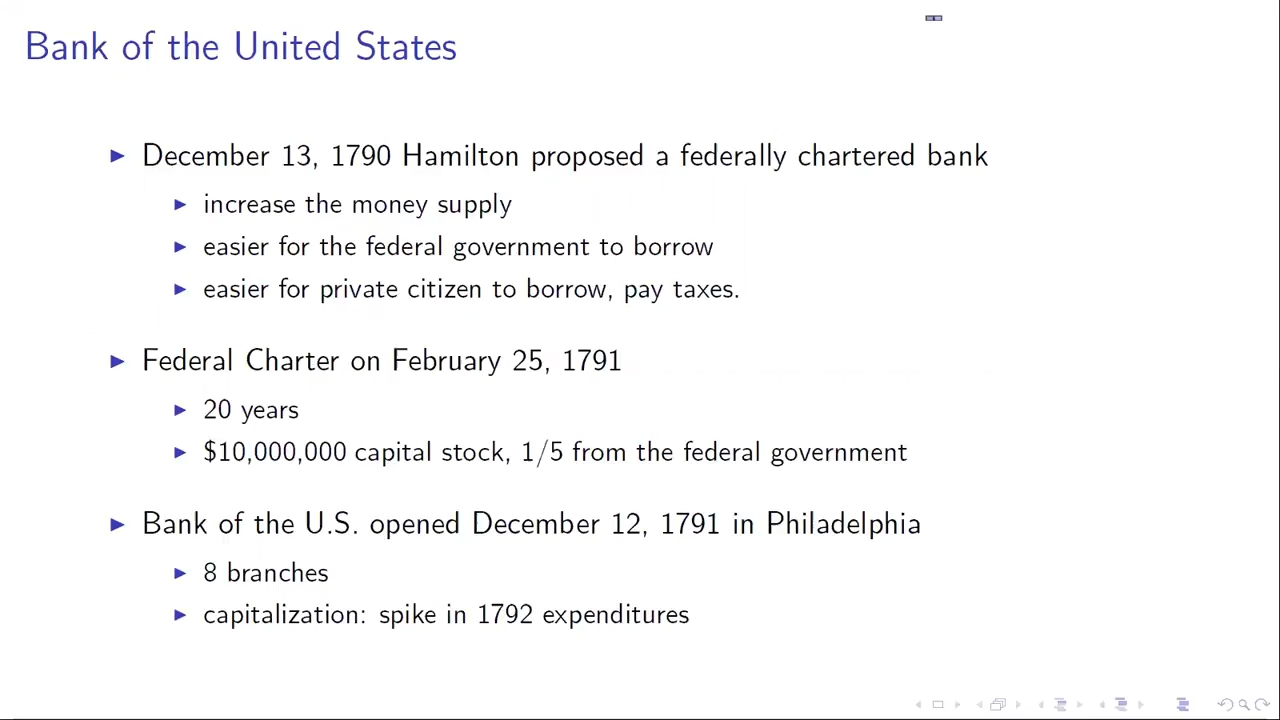 Bank of the United States
December 13, 1790 Hamilton proposed a federally chartered bank
increase the money supply
easier for the federal government to borrow
easier for private citizen to borrow, pay taxes.
Federal Charter on February 25, 1791
20 years
$10,000,000 capital stock, 1/5 from the federal government
Bank of the U.S. opened December 12, 1791 in Philadelphia
8 branches
capitalization: spike in 1792 expenditures